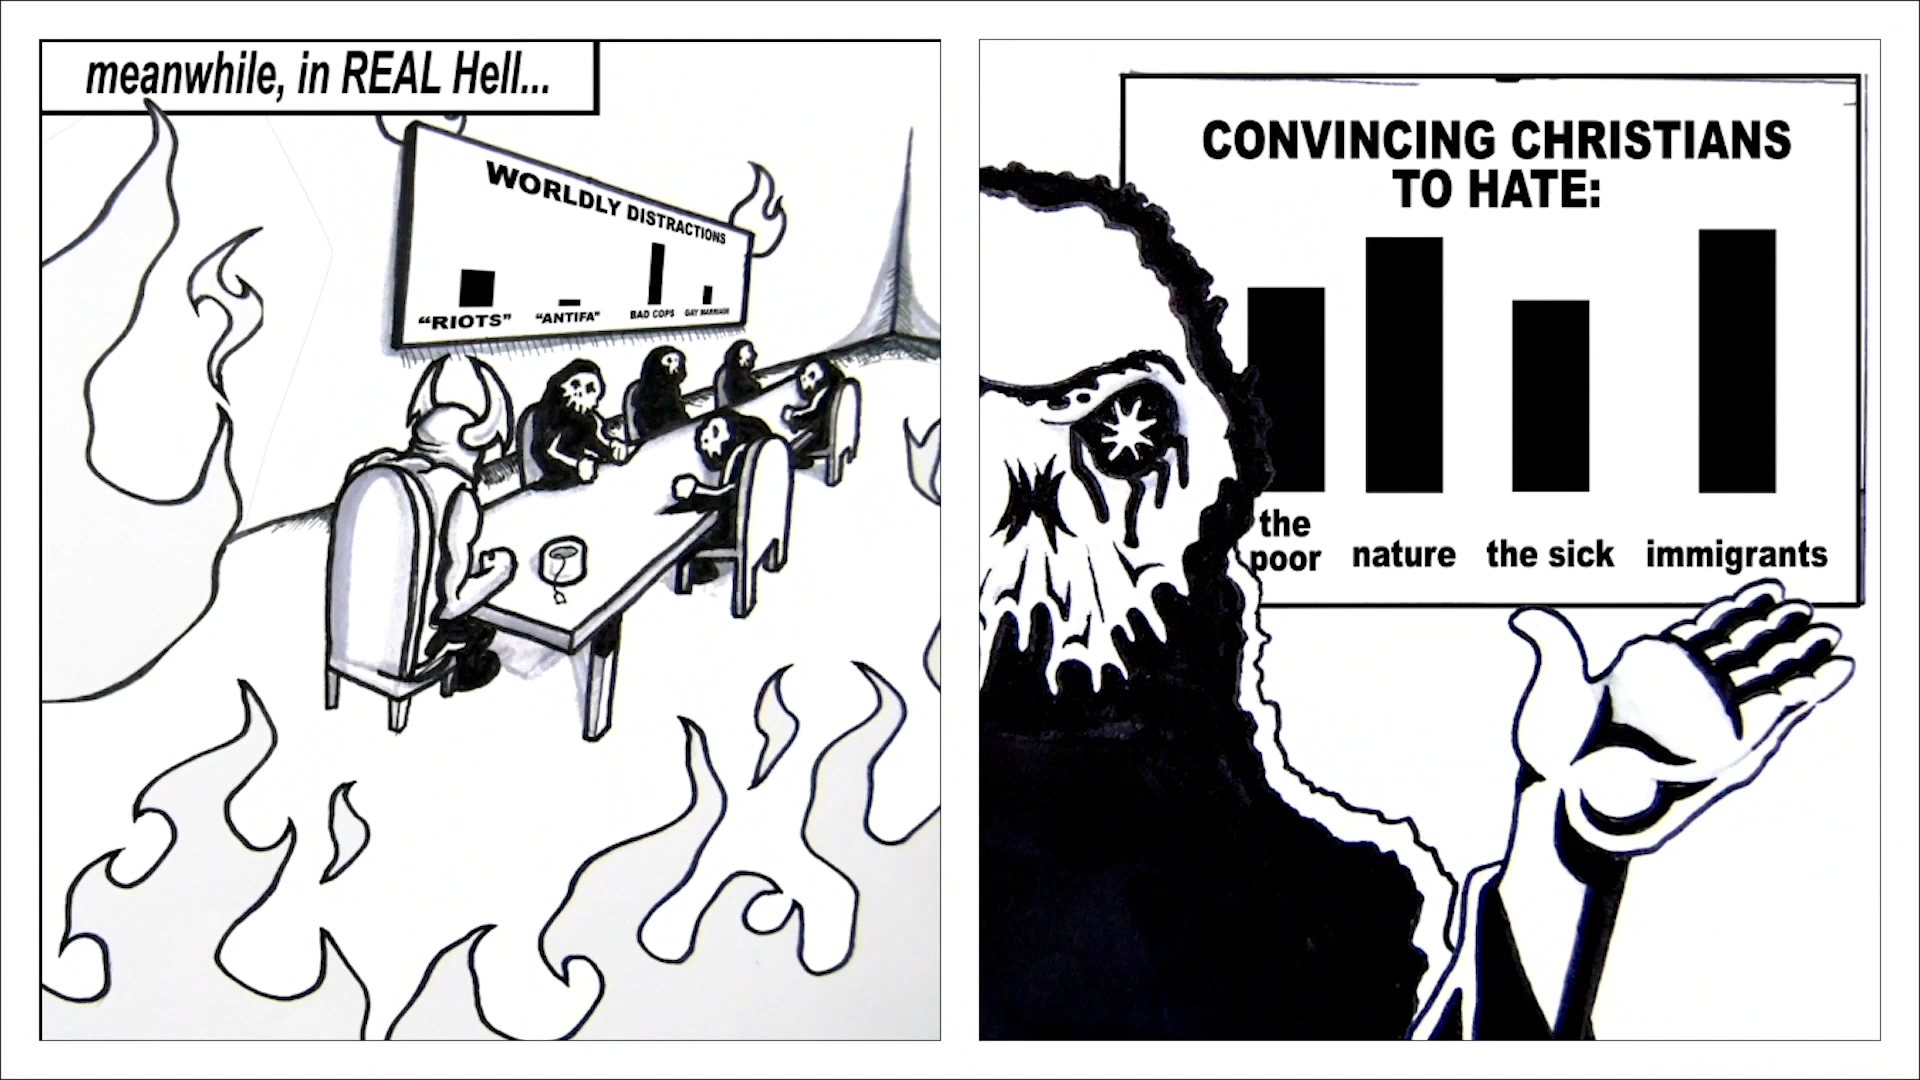 meanwhile, in REAL Hell...
WORLDLY DISTRACTIONS
"RIOTS" "ANTIFA" BAD COPS GAY MARRIAGE
CONVINCING CHRISTIANS
TO HATE:
the
poor nature the sick immigrants